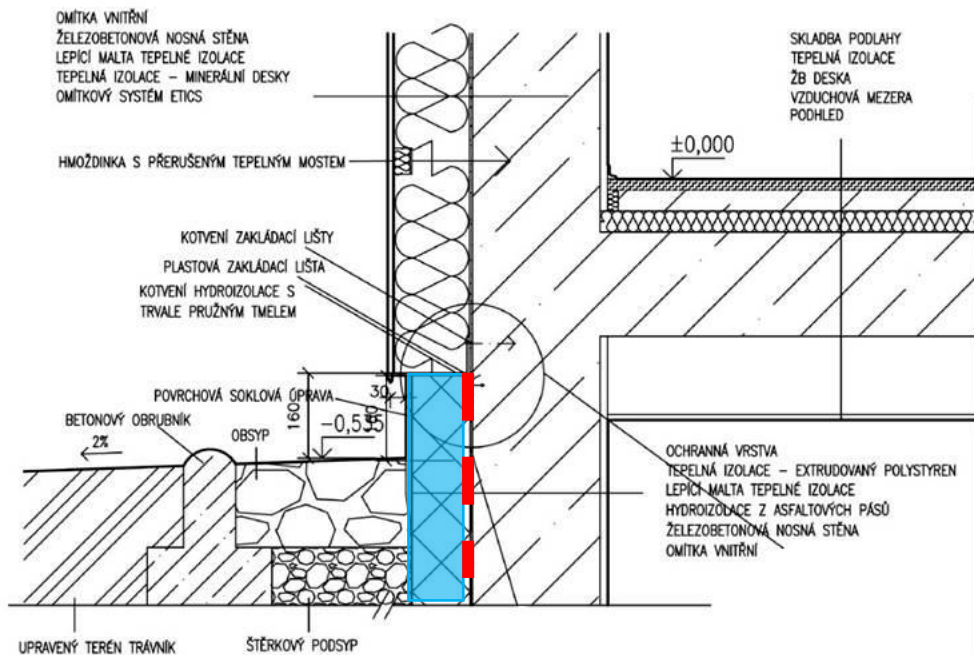 OMÍTKA VNITŘNÍ
ŽELEZOBETONOVÁ NOSNÁ STĚNA
LEPÍCÍ MALTA TEPELNÉ IZOLACE
TEPELNÁ IZOLACE – MINERÁLNÍ DESKY
OMÍTKOVÝ SYSTÉM ETICS
SKLADBA PODLAHY
TEPELNÁ IZOLACE
ŽB DESKA
VZDUCHOVÁ MEZERA
PODHLED
±0,000
HMOŽDINKA S PŘERUŠENÝM TEPELNÝM MOSTEM
KOTVENÍ ZAKLÁDACÍ LIŠTY
PLASTOVÁ ZAKLÁDACÍ LIŠTA
KOTVENÍ HYDROIZOLACE S
TRVALE PRUŽNÝM TMELEM
30
POVRCHOVÁ SOKLOVÁ ÚPRAVA
160
BETONOVÝ OBRUBNÍK
-0,535
2%
OBSYP
OCHRANNÁ VRSTVA
TEPELNÁ IZOLACE – EXTRUDOVANÝ POLYSTYREN
LEPÍCÍ MALTA TEPELNÉ IZOLACE
HYDROIZOLACE Z ASFALTOVÝCH PÁSŮ
ŽELEZOBETONOVÁ NOSNÁ STĚNA
OMÍTKA VNITŘNÍ
UPRAVENÝ TERÉN TRÁVNÍK
ŠTĚRKOVÝ PODSYP